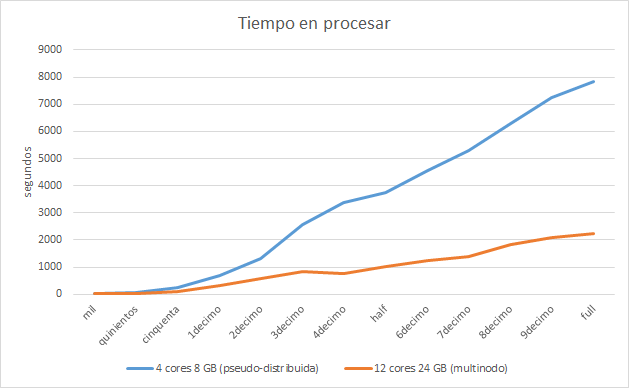 Tiempo en procesar
segundos
9000
8000
7000
6000
5000
4000
3000
2000
1000
0
mil
quinientos
cinquenta
1decimo
2decimo
3decimo
4decimo
half
6decimo
7decimo
8decimo
9decimo
full
4 cores 8 GB (pseudo-distribuida)
12 cores 24 GB (multinodo)